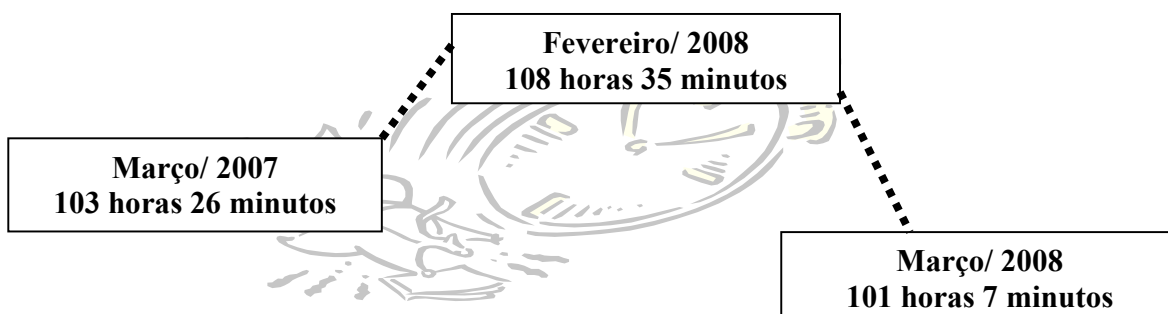 Fevereiro/ 2008
108 horas 35 minutos
Março/ 2007
103 horas 26 minutos
Março/ 2008
101 horas 7 minutos